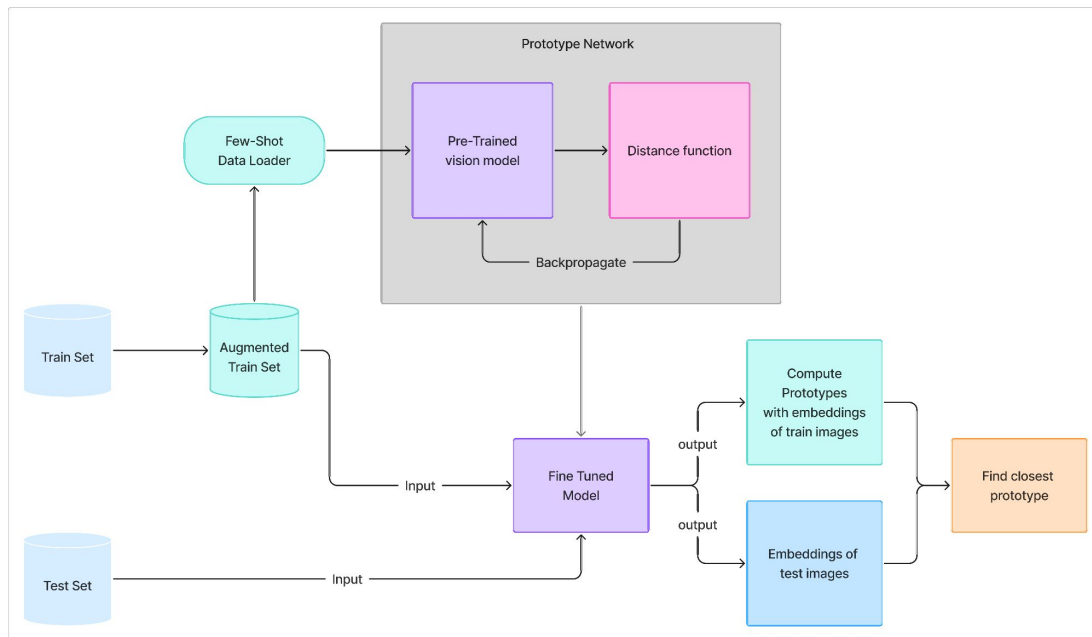 Prototype Network
Few-Shot
Data Loader
Pre-Trained
vision model
Distance function
Backpropagate
Train Set
Augmented
Train Set
Compute
Prototypes
with embeddings
of train images
output
Input
Fine Tuned
Model
Find closest
prototype
output
Embeddings of
test images
Test Set
Input